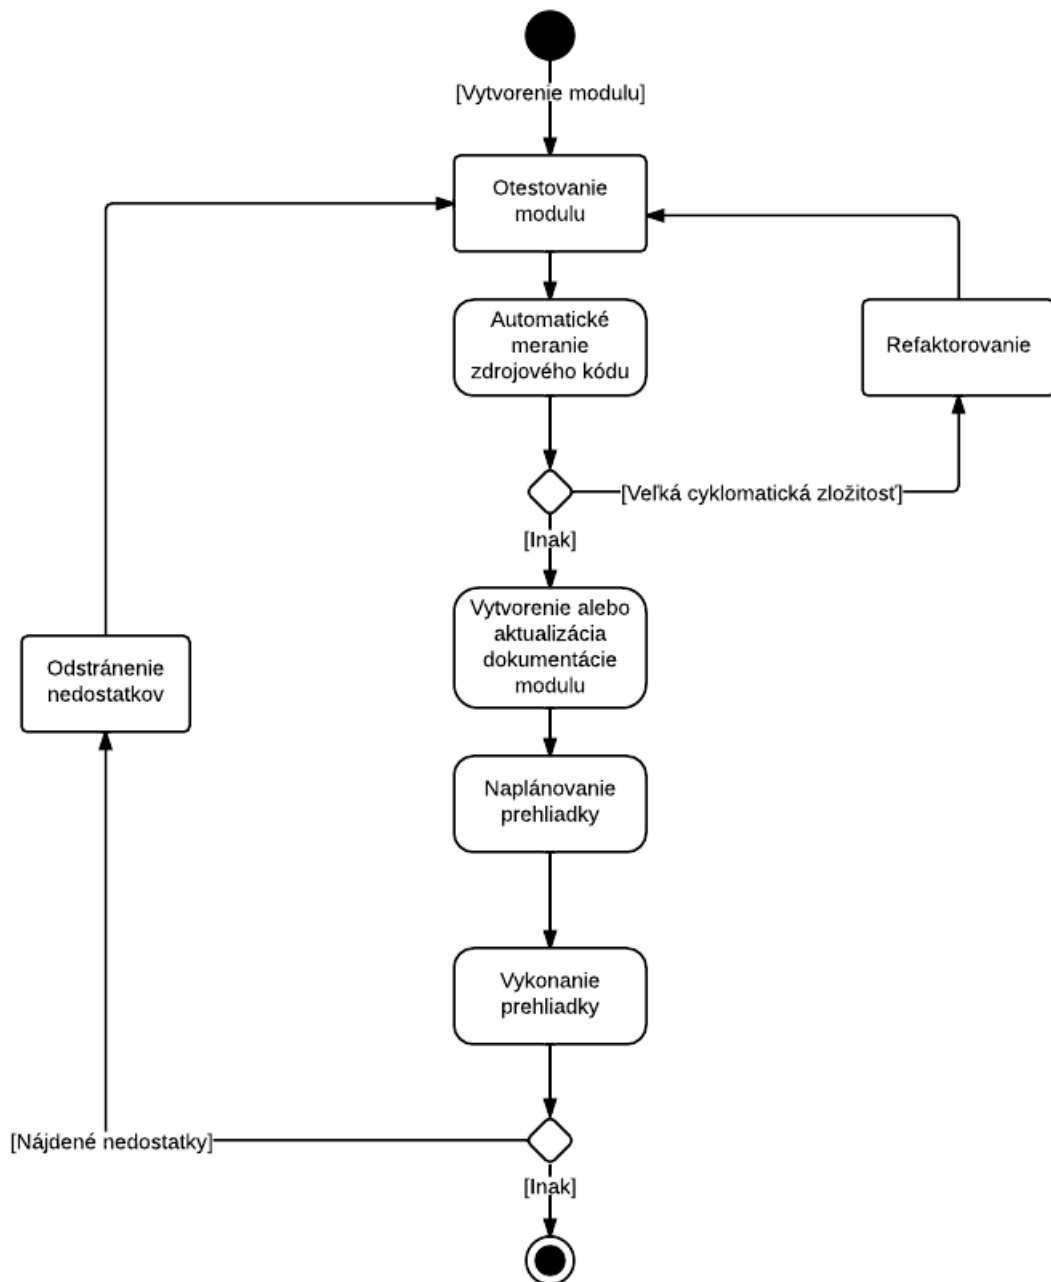 [Vytvorenie modulu]
Otestovanie
modulu
Automatické
meranie
zdrojového kódu
Refaktorovanie
[Veľká cyklomatická zložitosť]
[Inak]
Vytvorenie alebo
aktualizácia
dokumentácie
modulu
Odstránenie
nedostatkov
Naplánovanie
prehliadky
Vykonanie
prehliadky
[Nájdené nedostatky]
[Inak]